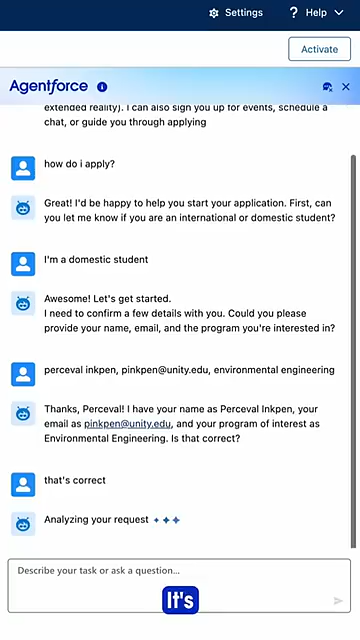 Settings ? Help
Activate
Agentforce
extended reality). I can also sign you up for events, schedule a
chat, or guide you through applying
how do i apply?
Great! I'd be happy to help you start your application. First, can
you let me know if you are an international or domestic student?
I'm a domestic student
Awesome! Let's get started.
I need to confirm a few details with you. Could you please
provide your name, email, and the program you're interested in?
perceval inkpen, pinkpen@unity.edu, environmental engineering
Thanks, Perceval! I have your name as Perceval Inkpen, your
email as pinkpen@unity.edu, and your program of interest as
Environmental Engineering. Is that correct?
that's correct
Analyzing your request
Describe your task or ask a question...
It's